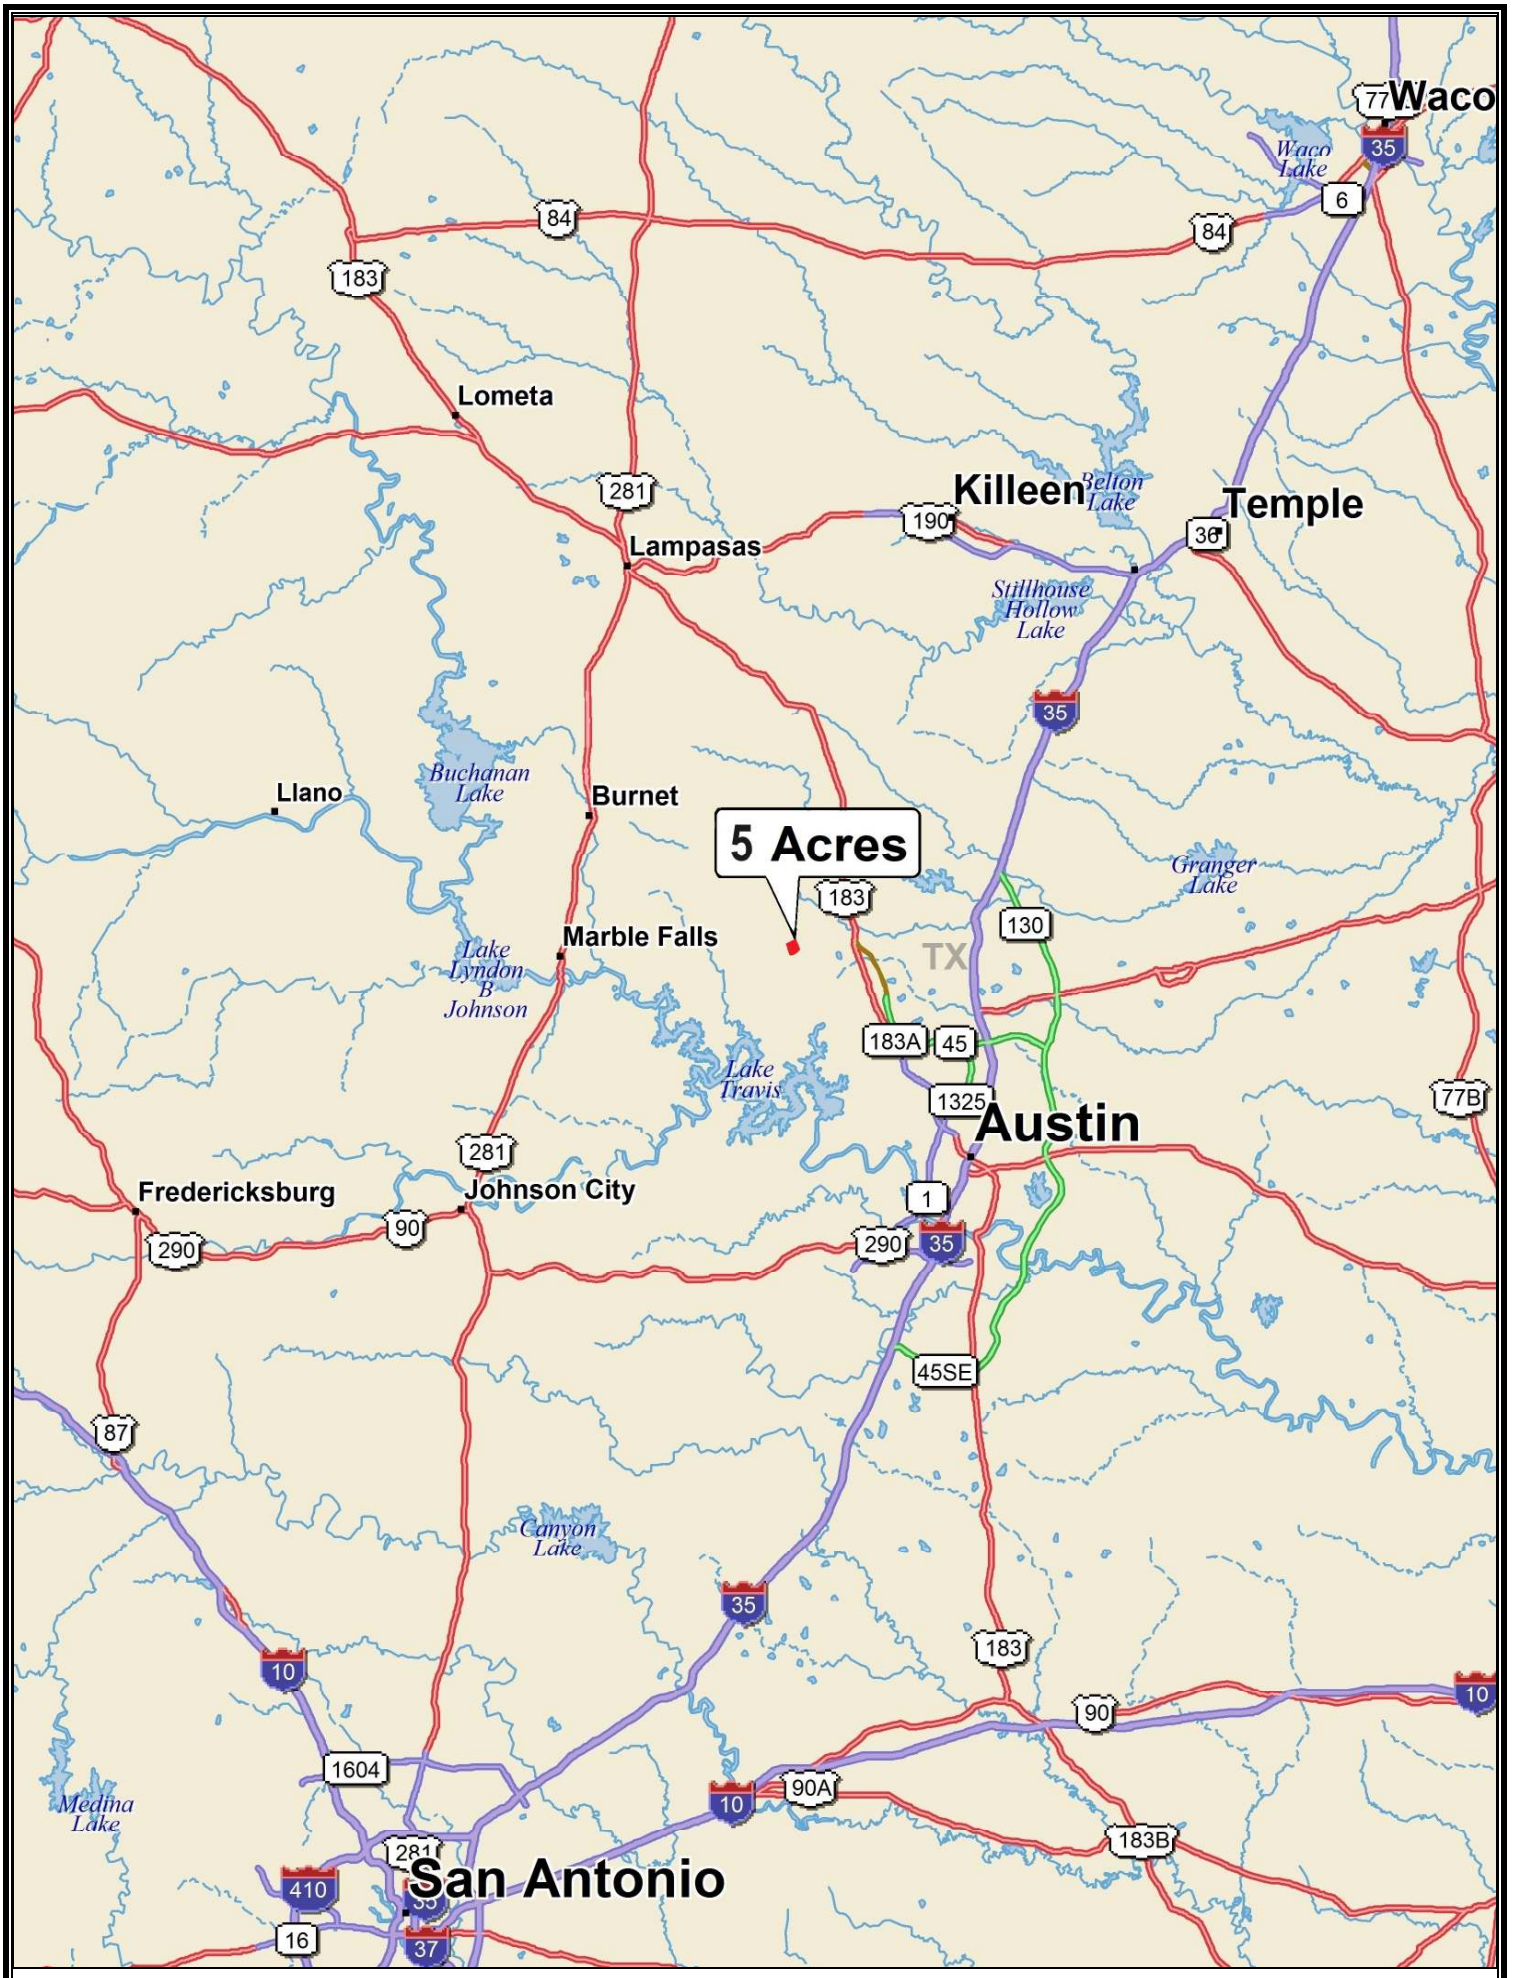 77
Waco
35
Waco
Lake
6
84
84
183
Lometa
281
Killeen
Belton
Lake
190
Temple
36
Lampasas
Stillhouse
Hollow
Lake
35
Buchanan
Lake
Llano
Burnet
5 Acres
Granger
Lake
183
130
Marble Falls
TX
Lake
Lyndon
B
Johnson
183A
45
Lake
Travis
1325
77B
Austin
281
Fredericksburg
Johnson City
1
90
290
290
35
45SE
87
Canyon
Lake
35
183
10
10
90
1604
90A
10
Medina
Lake
183B
281
San Antonio
410
35
16
37